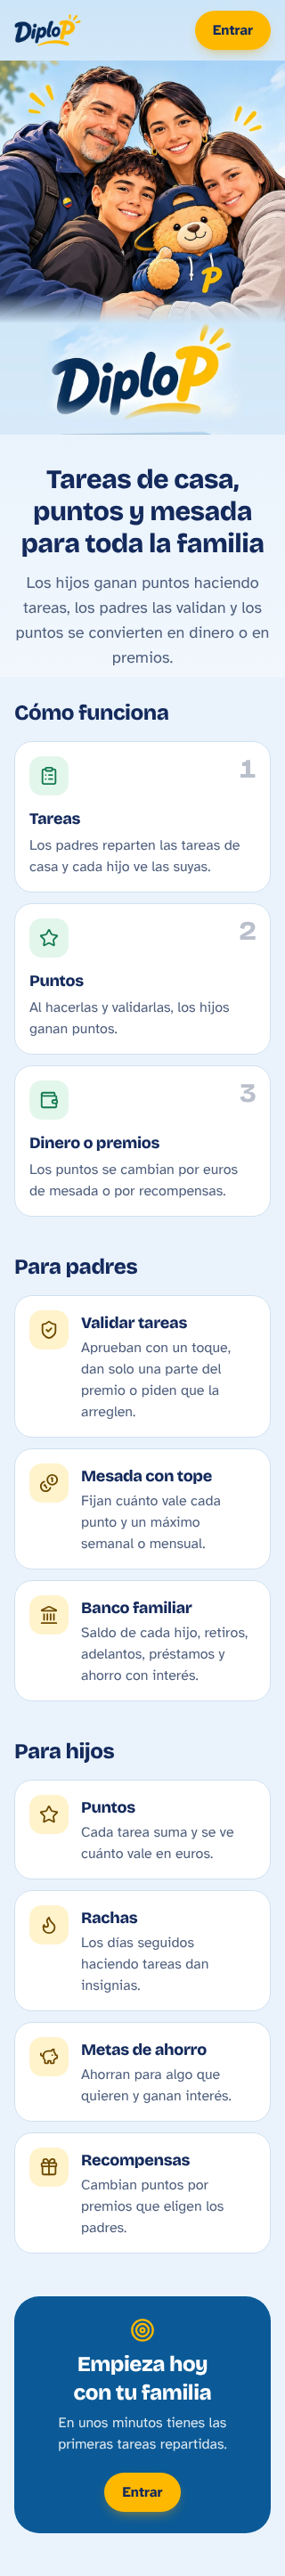 DiploP
Entrar
P
DiploP
Tareas de casa,
puntos y mesada
para toda la familia
Los hijos ganan puntos haciendo
tareas, los padres las validan y los
puntos se convierten en dinero o en
premios.
Cómo funciona
1
Tareas
Los padres reparten las tareas de
casa y cada hijo ve las suyas.
2
Puntos
Al hacerlas y validarlas, los hijos
ganan puntos.
3
Dinero o premios
Los puntos se cambian por euros
de mesada o por recompensas.
Para padres
Validar tareas
Aprueban con un toque,
dan solo una parte del
premio o piden que la
arreglen.
Mesada con tope
Fijan cuánto vale cada
punto y un máximo
semanal o mensual.
Banco familiar
Saldo de cada hijo, retiros,
adelantos, préstamos y
ahorro con interés.
Para hijos
Puntos
Cada tarea suma y se ve
cuánto vale en euros.
Rachas
Los días seguidos
haciendo tareas dan
insignias.
Metas de ahorro
Ahorran para algo que
quieren y ganan interés.
Recompensas
Cambian puntos por
premios que eligen los
padres.
Empieza hoy
con tu familia
En unos minutos tienes las
primeras tareas repartidas.
Entrar